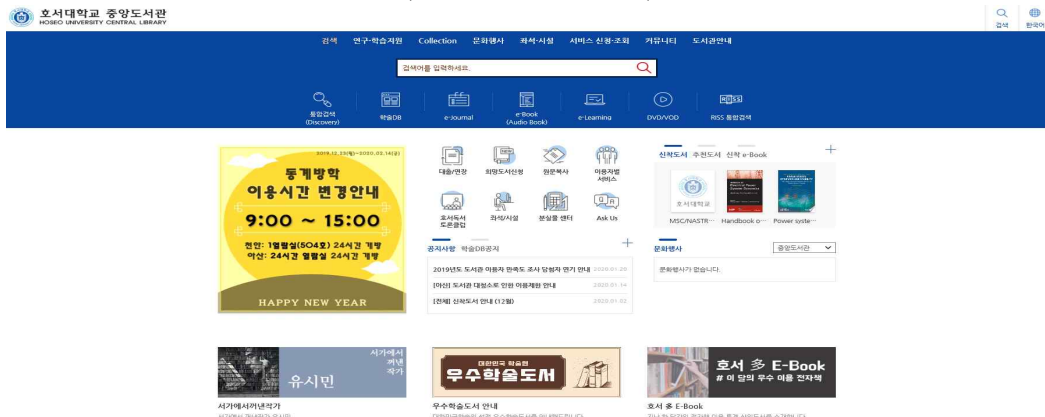 호서대학교 중앙도서관
HOSEO UNIVERSITY CENTRAL LIBRARY
검색
한국어
검색 연구·학습지원 Collection 문화행사 좌석·시설 서비스 신청·조회 커뮤니티 도서관안내
검색어를 입력하세요.
통합검색
(Discovery)
학술DB
e-Journal
e-Book
(Audio Book)
e-Learning
DVD/VOD
RISS 통합검색
동계방학
이용시간 변경안내
9:00 ~ 15:00
천안: 1열람실(504호) 24시간 개방
아산: 24시간 열람실 24시간 개방
HAPPY NEW YEAR
대출/연장
희망도서신청
원문복사
이용자별
서비스
호서독서
토론클럽
좌석/시설
분실물 센터
Ask Us
공지사항 학술DB공지
2019년도 도서관 이용자 만족도 조사 당첨자 연기 안내 2020.01.20
[아산] 도서관 대청소로 인한 이용제한 안내
[전체] 신착도서 안내 (12월) 2020.01.02
신착도서 추천도서 신착 e-Book
호서대학교
MSC/NASTR···
Handbook o···
Power syste···
문화행사
중앙도서관
문화행사가 없습니다.
서가에서
꺼낸
작가
유시민
서가에서꺼낸작가
대한민국 학술원
우수학술도서
우수학술도서 안내
호서 多 E-Book
# 이 달의 우수 이용 전자책
호서 多 E-Book